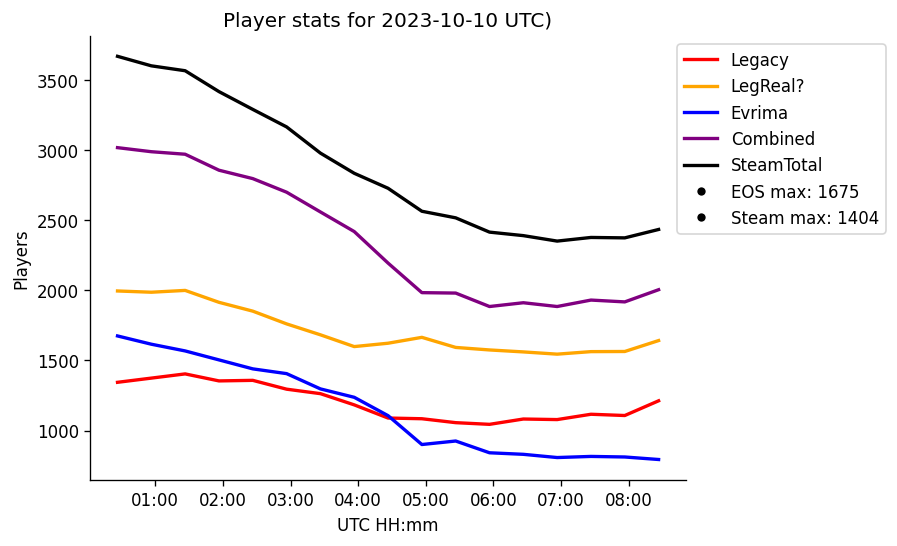 Player stats for 2023-10-10 UTC)
Players
3500
3000
2500
2000
1500
1000
01:00 02:00 03:00 04:00 05:00 06:00 07:00 08:00
UTC HH:mm
Legacy
LegReal?
Evrima
Combined
SteamTotal
EOS max: 1675
Steam max: 1404